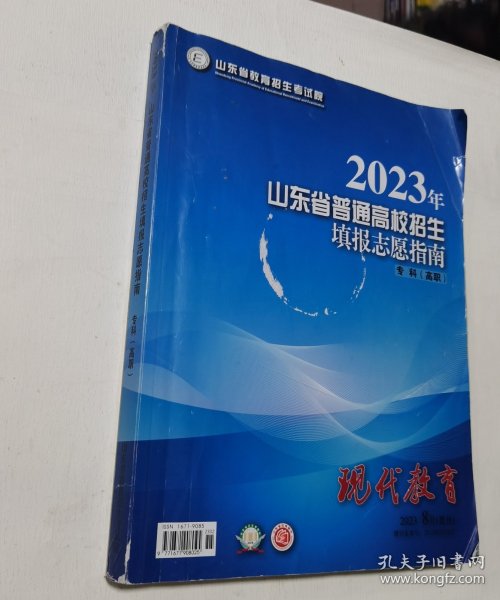 山东省教育招生考试院
2023年
山东省普通高校招生
填报志愿指南
专 科（高职）
山东省普通高校招生填报志愿指南 专科（高职）
现代教育
ISSN 1671-9085
孔夫子旧书网
www.kongfz.com